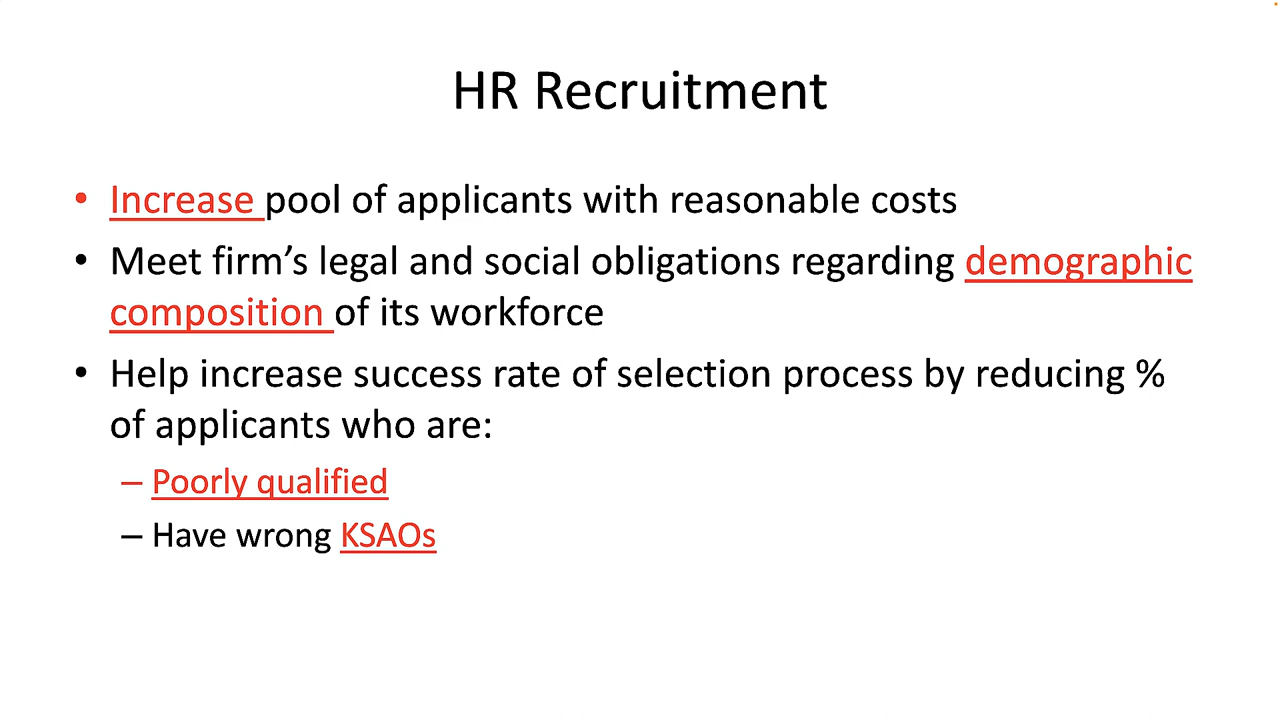 HR Recruitment
• Increase pool of applicants with reasonable costs
• Meet firm’s legal and social obligations regarding demographic
composition of its workforce
• Help increase success rate of selection process by reducing %
of applicants who are:
– Poorly qualified
– Have wrong KSAOs